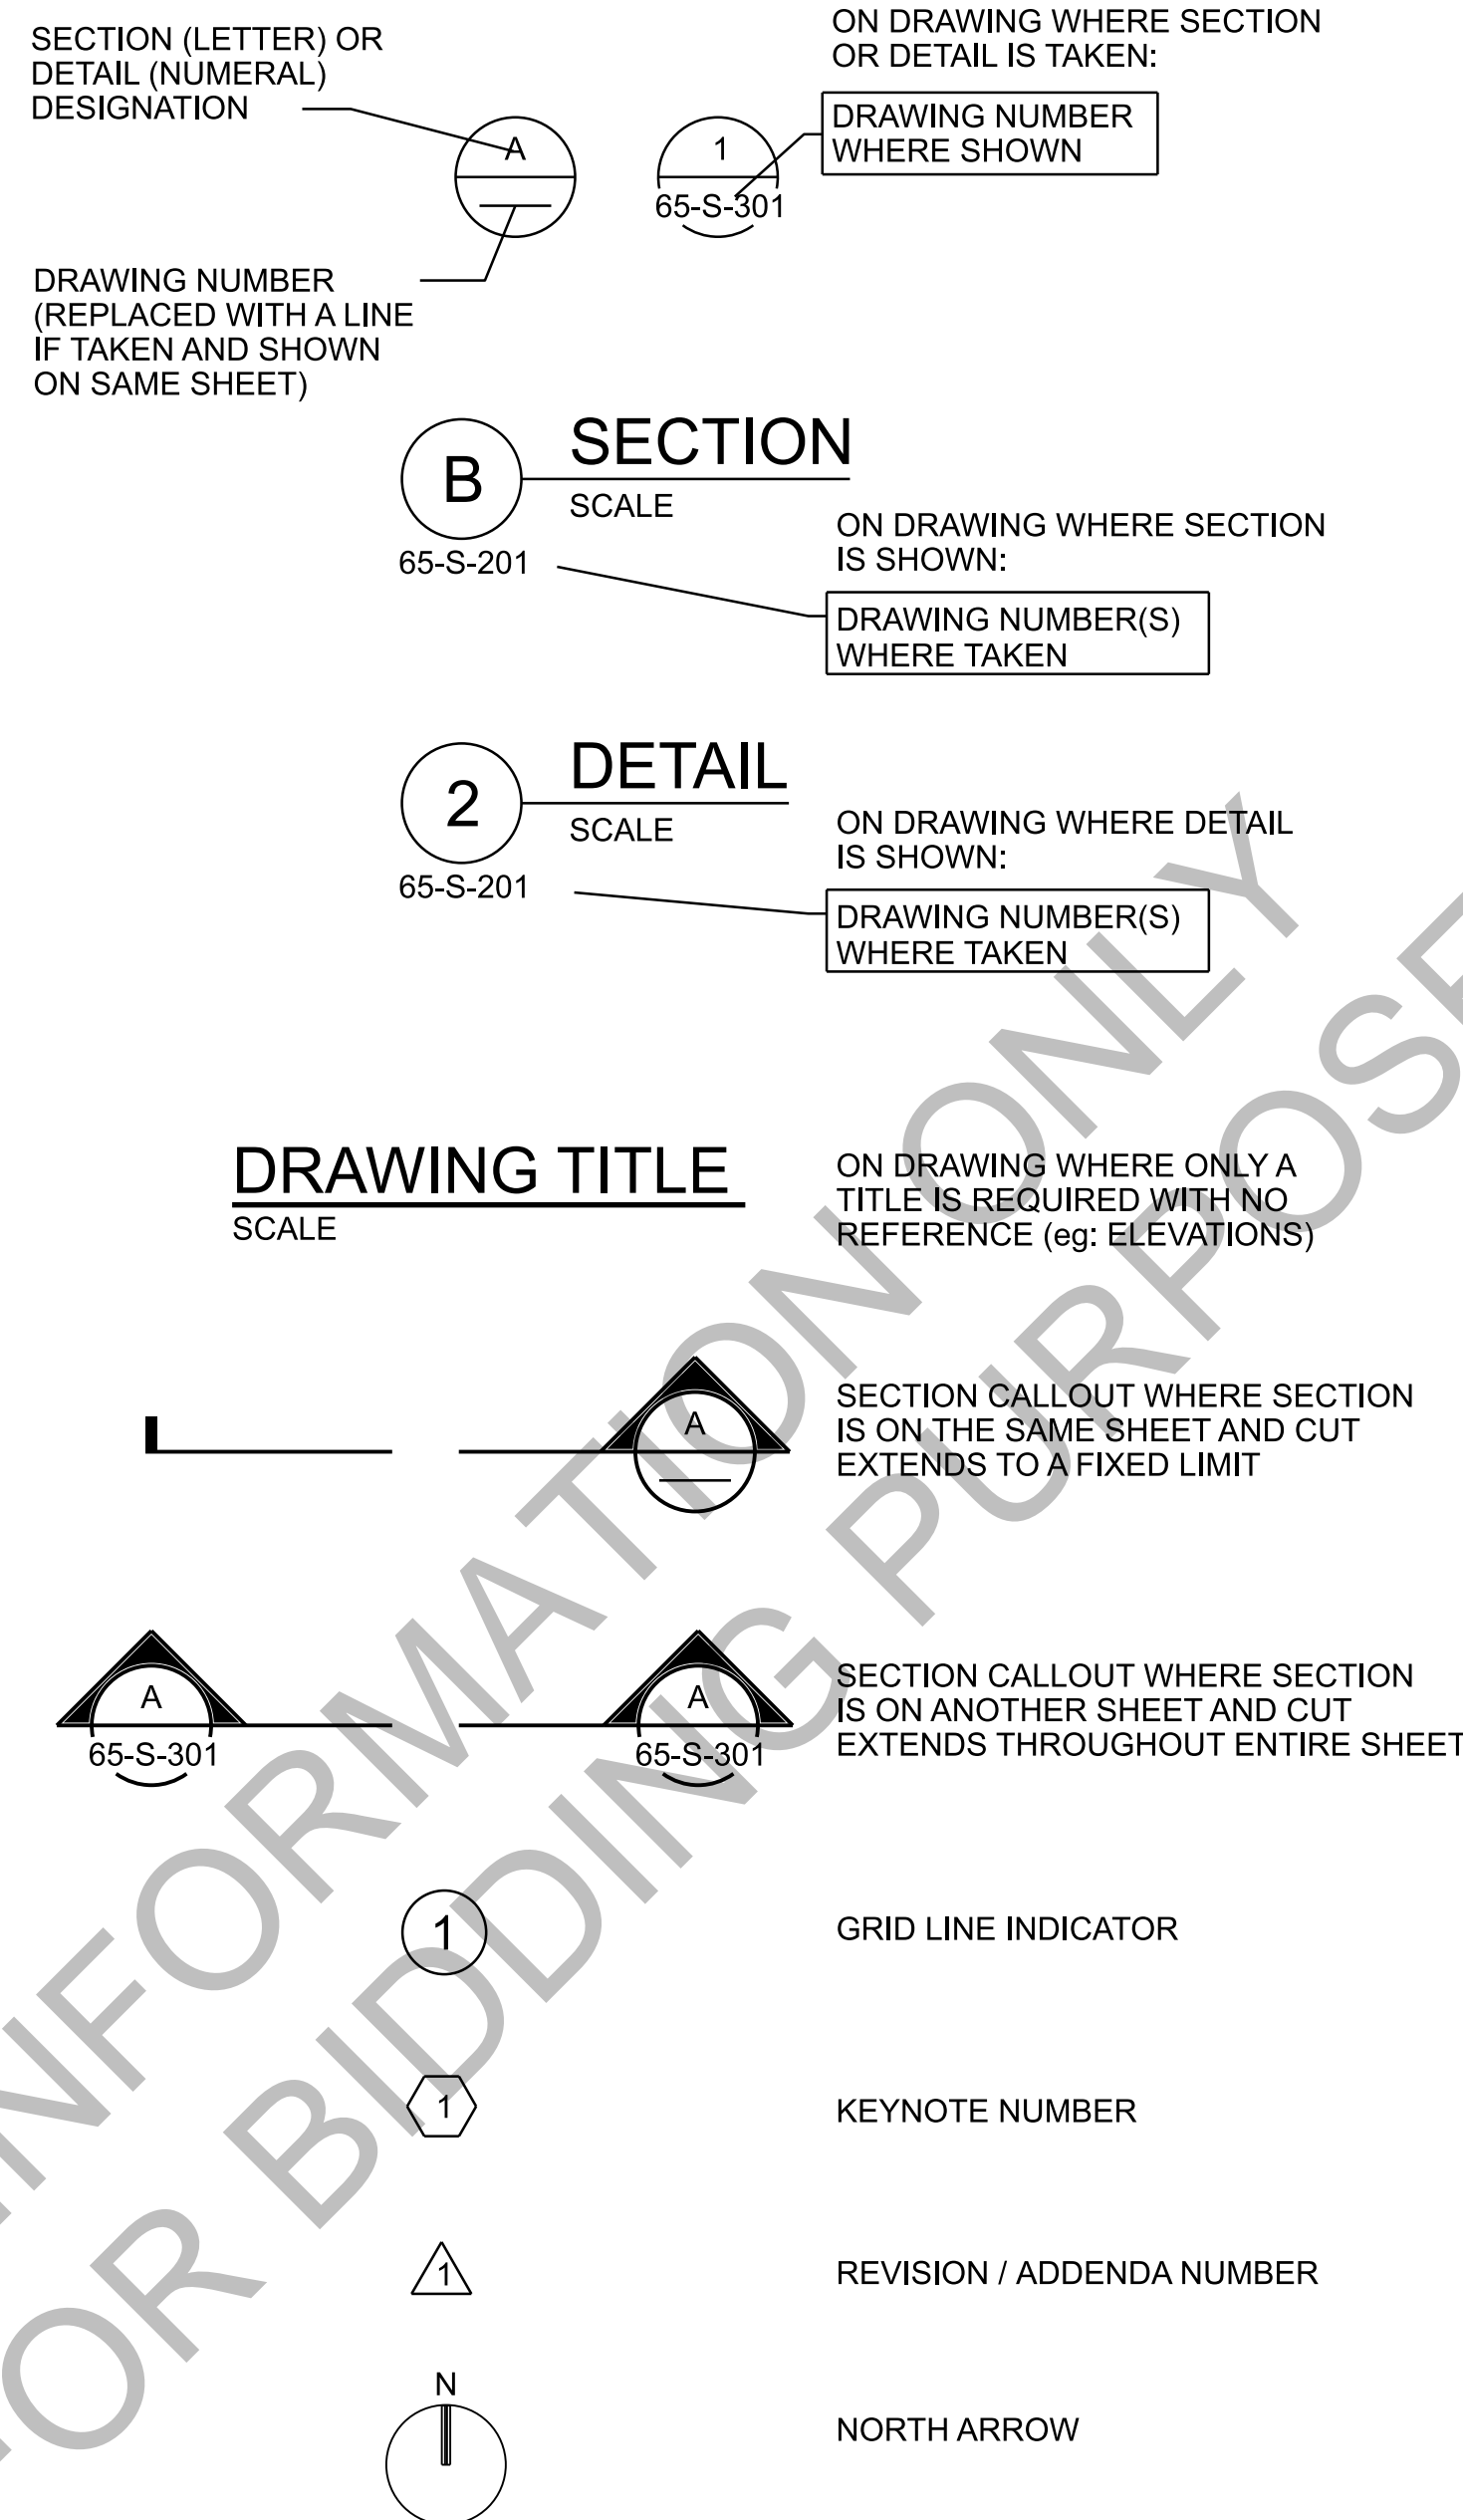 SECTION (LETTER) OR
DETAIL (NUMERAL)
DESIGNATION
A
1
65-S-301
ON DRAWING WHERE SECTION
OR DETAIL IS TAKEN:
DRAWING NUMBER
WHERE SHOWN
DRAWING NUMBER
(REPLACED WITH A LINE
IF TAKEN AND SHOWN
ON SAME SHEET)
B
SECTION
SCALE
65-S-201
ON DRAWING WHERE SECTION
IS SHOWN:
DRAWING NUMBER(S)
WHERE TAKEN
2
DETAIL
SCALE
65-S-201
ON DRAWING WHERE DETAIL
IS SHOWN:
DRAWING NUMBER(S)
WHERE TAKEN
DRAWING TITLE
SCALE
ON DRAWING WHERE ONLY A
TITLE IS REQUIRED WITH NO
REFERENCE (eg: ELEVATIONS)
A
SECTION CALLOUT WHERE SECTION
IS ON THE SAME SHEET AND CUT
EXTENDS TO A FIXED LIMIT
A
65-S-301
A
65-S-301
SECTION CALLOUT WHERE SECTION
IS ON ANOTHER SHEET AND CUT
EXTENDS THROUGHOUT ENTIRE SHEET
1
GRID LINE INDICATOR
1
KEYNOTE NUMBER
1
REVISION / ADDENDA NUMBER
N
NORTH ARROW
NFORMATION ONLY
OR BIDDING PURPOSE